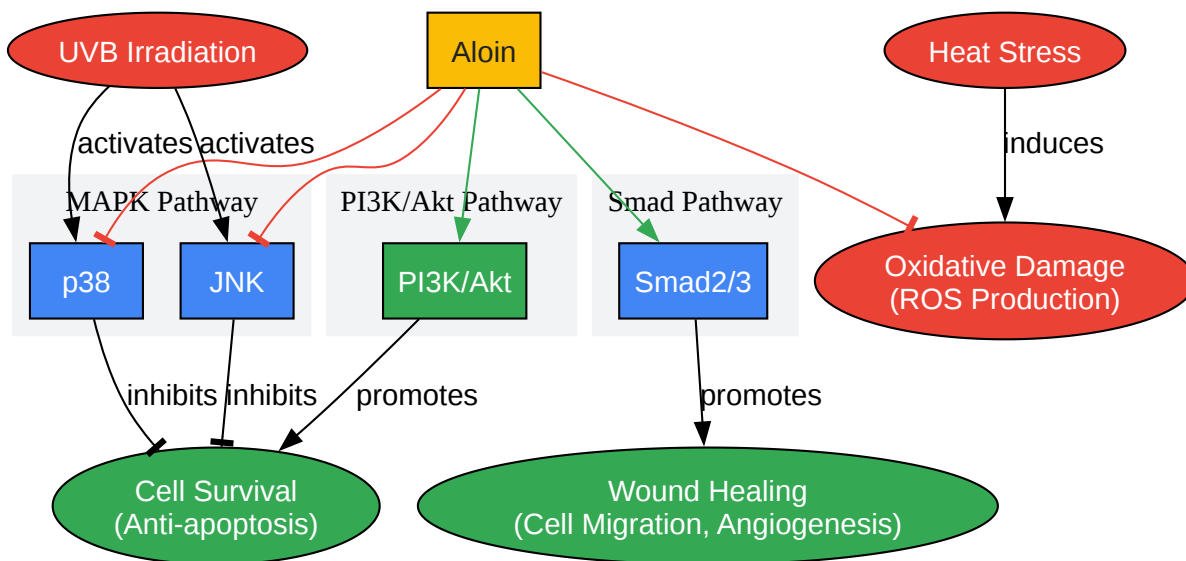 UVB Irradiation
Aloin
Heat Stress
activates
activates
induces
MAPK Pathway
PI3K/Akt Pathway
Smad Pathway
p38
JNK
PI3K/Akt
Smad2/3
Oxidative Damage
(ROS Production)
inhibits
inhibits
promotes
promotes
Cell Survival
(Anti-apoptosis)
Wound Healing
(Cell Migration, Angiogenesis)